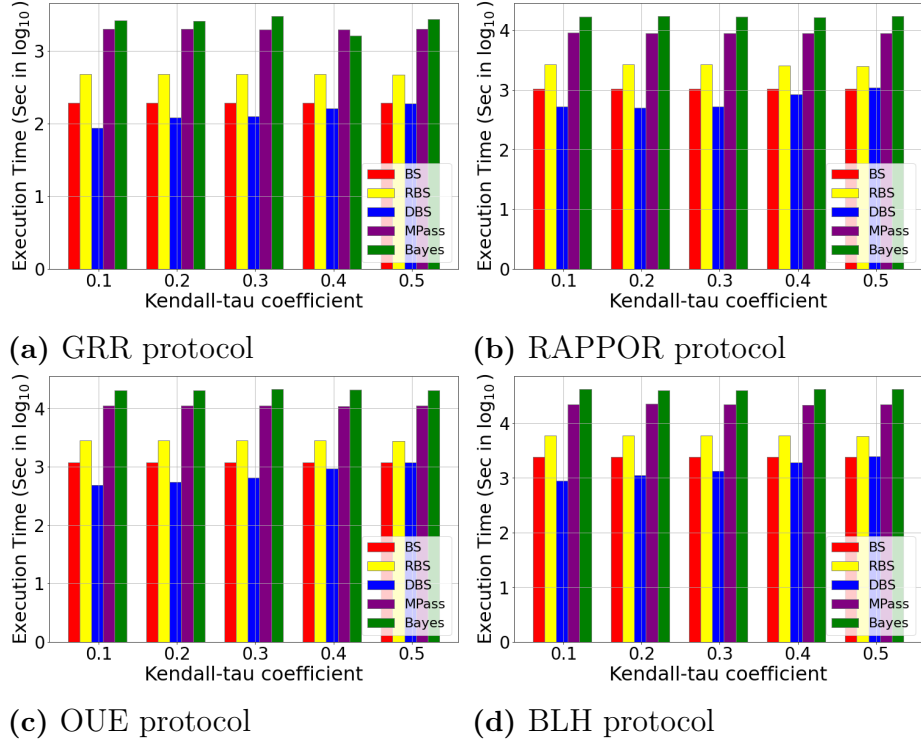 Execution Time (Sec in log10)
3
2
1
0
BS
RBS
DBS
MPass
Bayes
0.1 0.2 0.3 0.4 0.5
Kendall-tau coefficient
(a) GRR protocol
Execution Time (Sec in log10)
4
3
2
1
0
BS
RBS
DBS
MPass
Bayes
0.1 0.2 0.3 0.4 0.5
Kendall-tau coefficient
(b) RAPPOR protocol
Execution Time (Sec in log10)
4
3
2
1
0
BS
RBS
DBS
MPass
Bayes
0.1 0.2 0.3 0.4 0.5
Kendall-tau coefficient
(c) OUE protocol
Execution Time (Sec in log10)
4
3
2
1
0
BS
RBS
DBS
MPass
Bayes
0.1 0.2 0.3 0.4 0.5
Kendall-tau coefficient
(d) BLH protocol